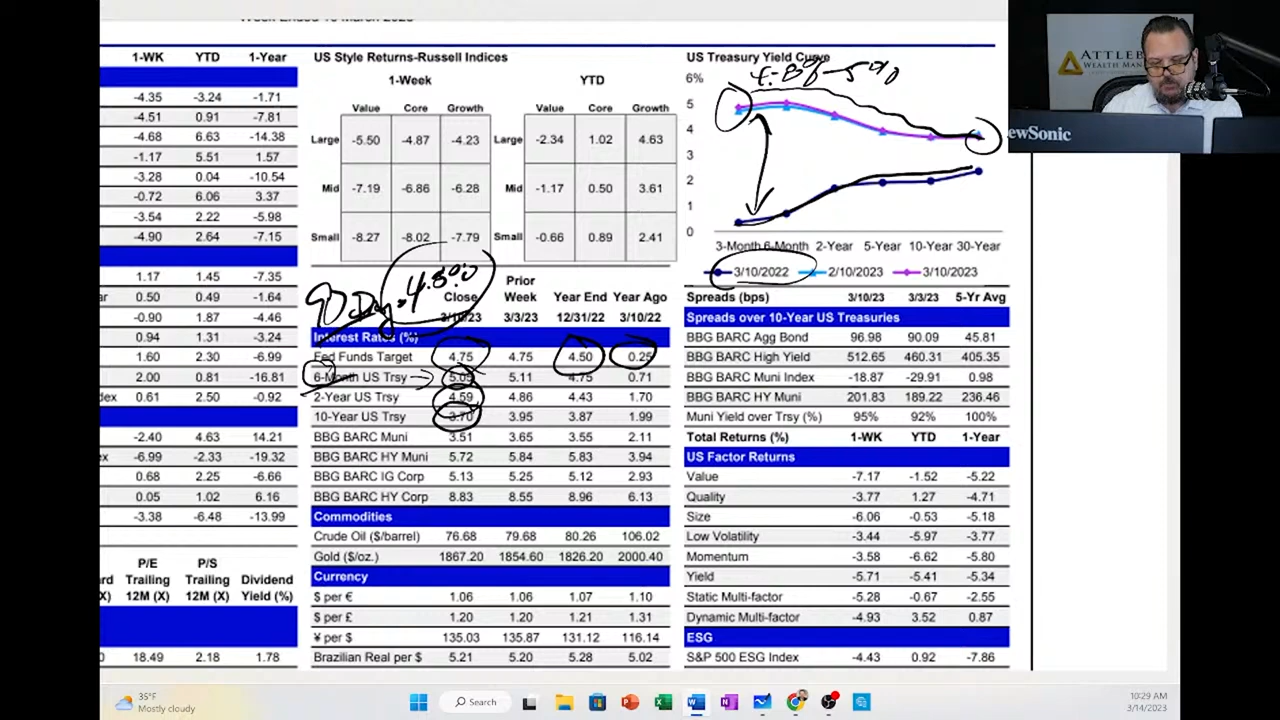 1-WK YTD 1-Year
-4.35 -3.24 -1.71
-4.51 0.91 -7.81
-4.68 6.63 -14.38
-1.17 5.51 1.57
-3.28 0.04 -10.54
-0.72 6.06 3.37
-3.54 2.22 -5.98
-4.90 2.64 -7.15
1.17 1.45 -7.35
0.50 0.49 -1.64
-0.90 1.87 -4.46
0.94 1.31 -3.24
1.60 2.30 -6.99
2.00 0.81 -16.81
0.61 2.50 -0.92
-2.40 4.63 14.21
-6.99 -2.33 -19.32
0.68 2.25 -6.66
0.05 1.02 6.16
-3.38 -6.48 -13.99
P/E P/S
Trailing Trailing Dividend
12M (X) 12M (X) Yield (%)
18.49 2.18 1.78
US Style Returns-Russell Indices
1-Week YTD
Value Core Growth Value Core Growth
Large -5.50 -4.87 -4.23 Large -2.34 1.02 4.63
Mid -7.19 -6.86 -6.28 Mid -1.17 0.50 3.61
Small -8.27 -8.02 -7.79 Small -0.66 0.89 2.41
90 Day = 4.8%
Prior
Close Week Year End Year Ago
3/10/23 3/3/23 12/31/22 3/10/22
Interest Rates (%)
Fed Funds Target 4.75 4.75 4.50 0.25
6-Month US Trsy 5.11 4.75 0.71
2-Year US Trsy 4.59 4.86 4.43 1.70
10-Year US Trsy 3.70 3.95 3.87 1.99
BBG BARC Muni 3.51 3.65 3.55 2.11
BBG BARC HY Muni 5.72 5.84 5.83 3.94
BBG BARC IG Corp 5.13 5.25 5.12 2.93
BBG BARC HY Corp 8.83 8.55 8.96 6.13
Commodities
Crude Oil ($/barrel) 76.68 79.68 80.26 106.02
Gold ($/oz.) 1867.20 1854.60 1826.20 2000.40
Currency
$ per € 1.06 1.06 1.07 1.10
$ per £ 1.20 1.20 1.21 1.31
¥ per $ 135.03 135.87 131.12 116.14
Brazilian Real per $ 5.21 5.20 5.28 5.02
US Treasury Yield Curve
6%
5
4
3
2
1
0
3-Month 6-Month 2-Year 5-Year 10-Year 30-Year
3/10/2022 2/10/2023 3/10/2023
Spreads (bps) 3/10/23 3/3/23 5-Yr Avg
Spreads over 10-Year US Treasuries
BBG BARC Agg Bond 96.98 90.09 45.81
BBG BARC High Yield 512.65 460.31 405.35
BBG BARC Muni Index -18.87 -29.91 0.98
BBG BARC HY Muni 201.83 189.22 236.46
Muni Yield over Trsy (%) 95% 92% 100%
Total Returns (%) 1-WK YTD 1-Year
US Factor Returns
Value -7.17 -1.52 -5.22
Quality -3.77 1.27 -4.71
Size -6.06 -0.53 -5.18
Low Volatility -3.44 -5.97 -3.77
Momentum -3.58 -6.62 -5.80
Yield -5.71 -5.41 -5.34
Static Multi-factor -5.28 -0.67 -2.55
Dynamic Multi-factor -4.93 3.52 0.87
ESG
S&P 500 ESG Index -4.43 0.92 -7.86
ATTLEB
WEALTH MAN
ewSonic
35°F
Mostly cloudy
Search
10:29 AM
3/14/2023